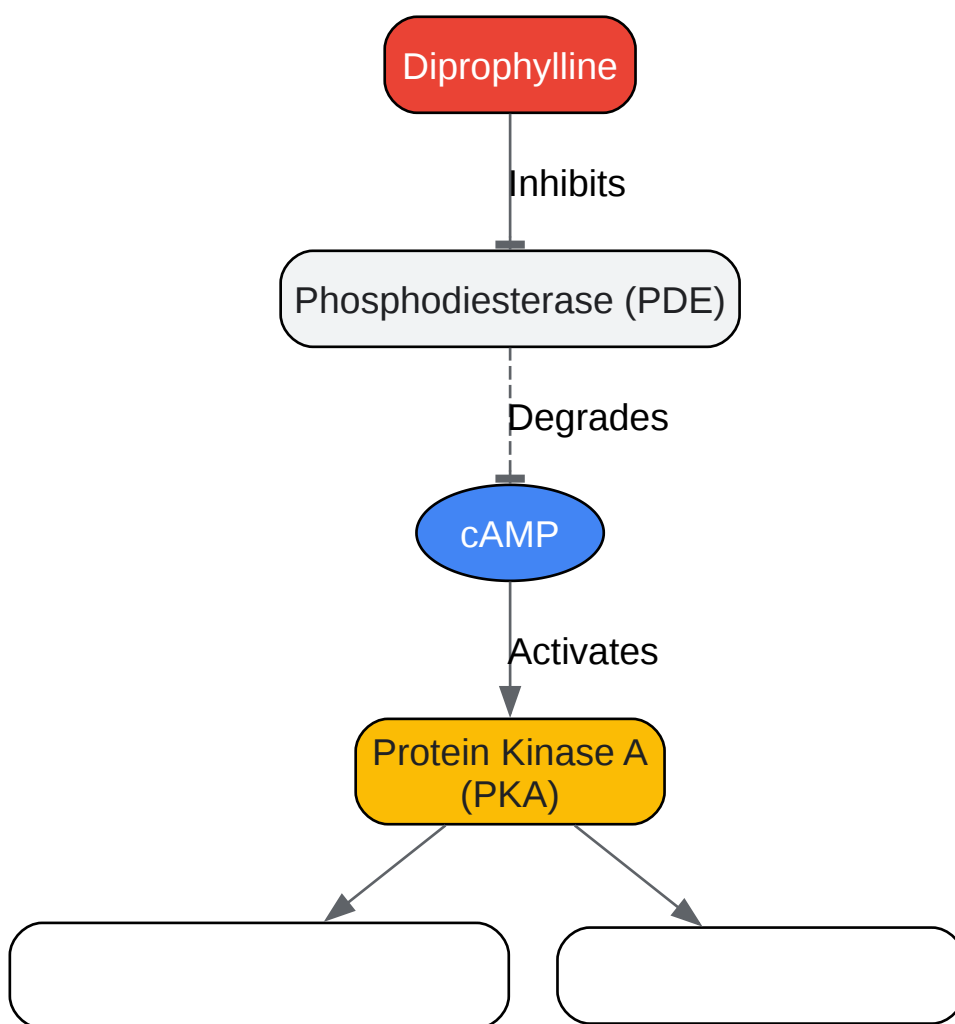 Diprophylline
Inhibits
Phosphodiesterase (PDE)
Degrades
cAMP
Activates
Protein Kinase A
(PKA)